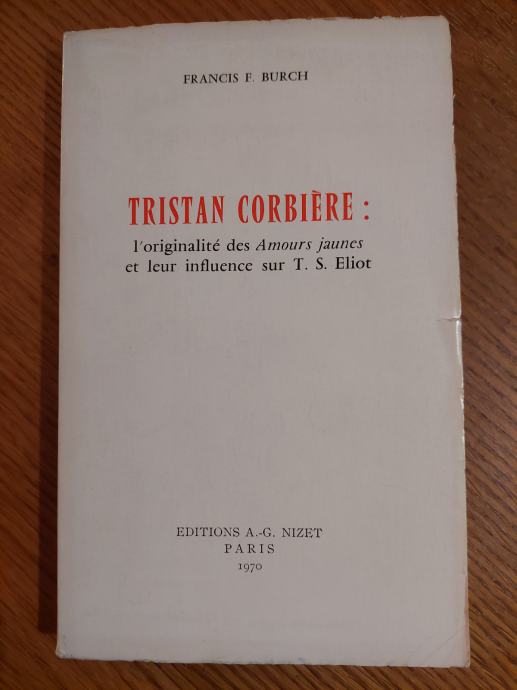 FRANCIS F. BURCH
TRISTAN CORBIÈRE :
l'originalité des Amours jaunes
et leur influence sur T. S. Eliot
EDITIONS A.-G. NIZET
PARIS
1970